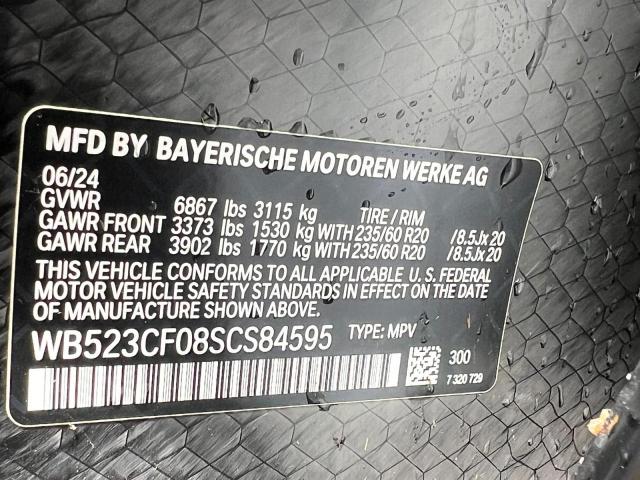 MFD BY BAYERISCHE MOTOREN WERKE AG
06/24
GVWR 6867 lbs 3115 kg TIRE / RIM
GAWR FRONT 3373 lbs 1530 kg WITH 235/60 R20 /8.5Jx20
GAWR REAR 3902 lbs 1770 kg WITH 235/60 R20 /8.5Jx20
THIS VEHICLE CONFORMS TO ALL APPLICABLE U. S. FEDERAL
MOTOR VEHICLE SAFETY STANDARDS IN EFFECT ON THE DATE
OF MANUFACTURE SHOWN ABOVE.
WB523CF08SCS84595 TYPE: MPV
300
7 320 729